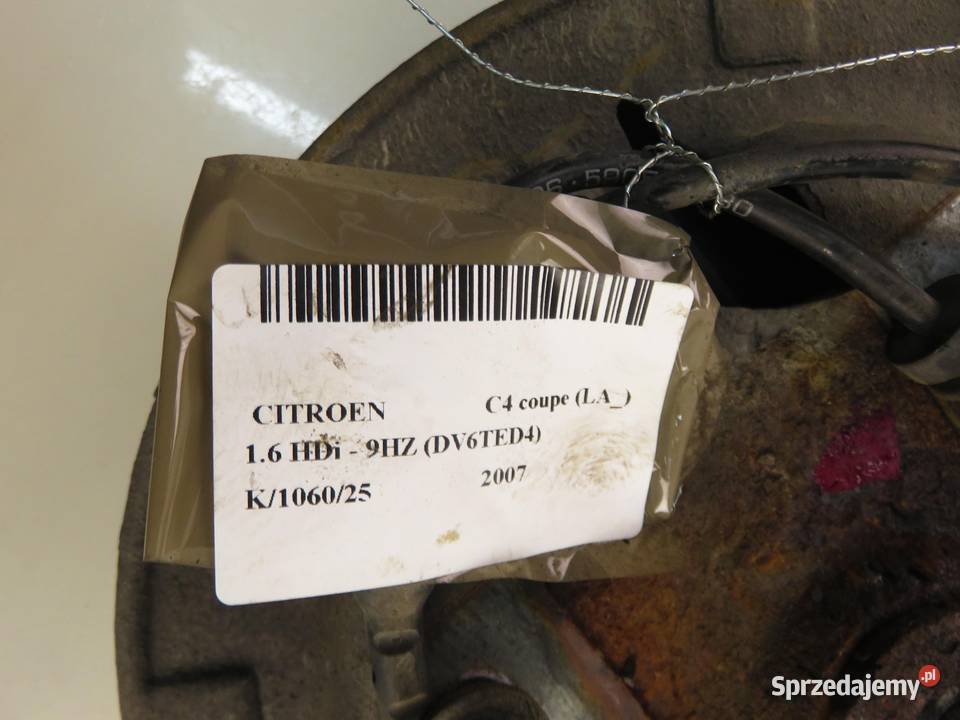 CITROEN C4 coupe (LA_)
1.6 HDi - 9HZ (DV6TED4)
K/1060/25 2007
Sprzedajemy.pl